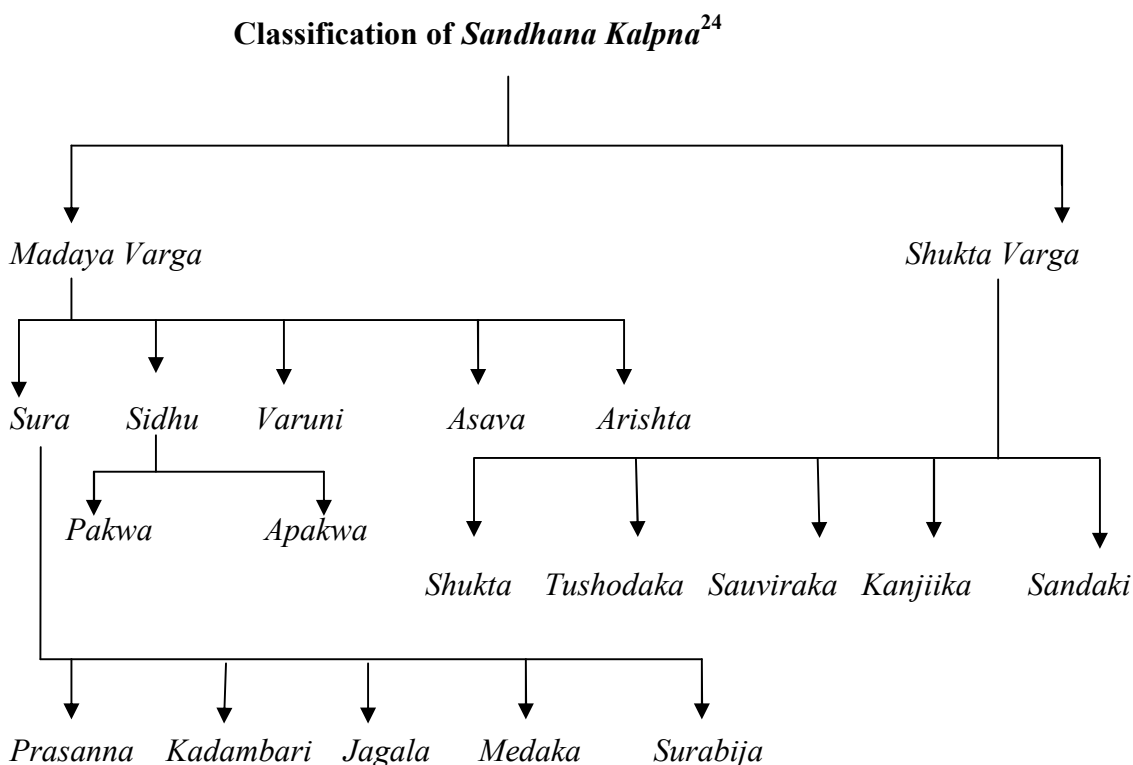 Classification of Sandhana Kalpna24
Madaya Varga Shukta Varga
Sura Sidhu Varuni Asava Arishta
Pakwa Apakwa
Shukta Tushodaka Sauviraka Kanjiika Sandaki
Prasanna Kadambari Jagala Medaka Surabija